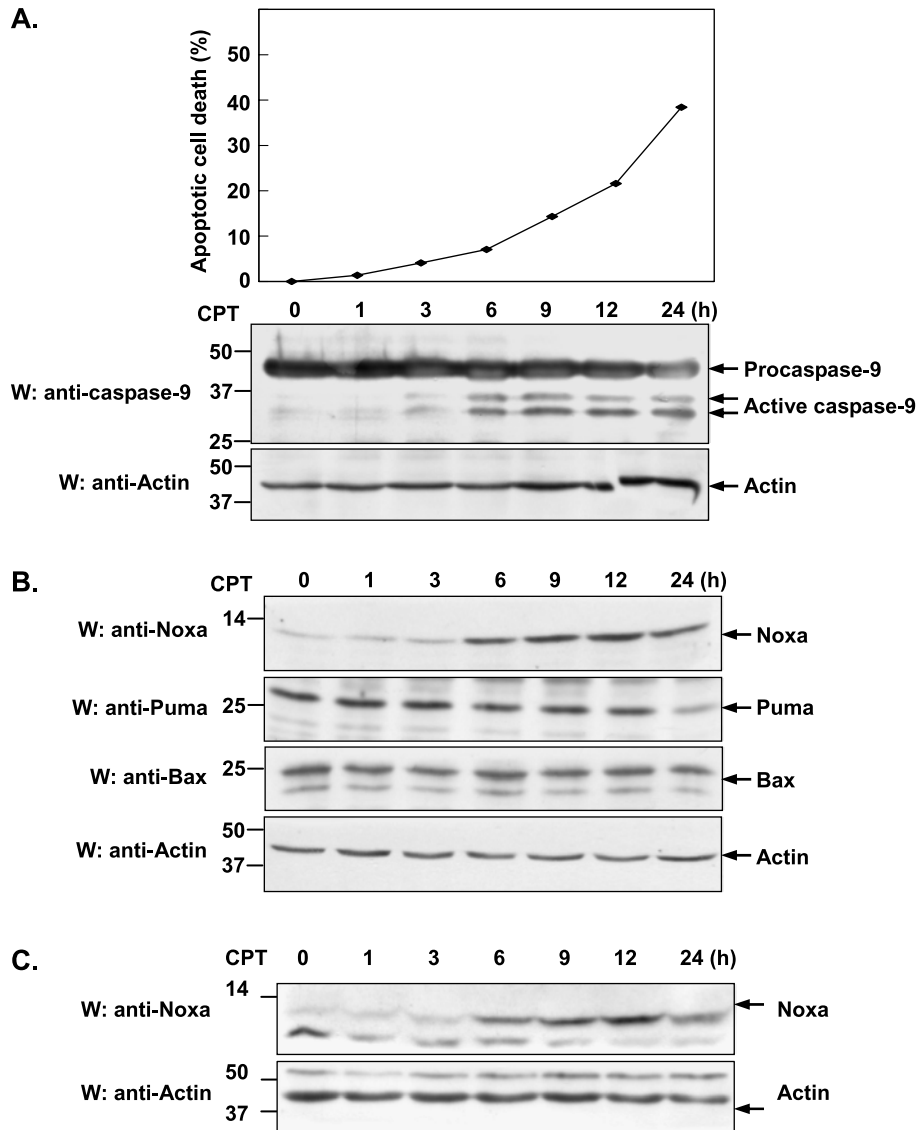 A.
Apoptotic cell death (%)
50
40
30
20
10
0
CPT 0 1 3 6 9 12 24 (h)
W: anti-caspase-9
50
37
25
Procaspase-9
Active caspase-9
W: anti-Actin
50
37
Actin
B.
CPT 0 1 3 6 9 12 24 (h)
W: anti-Noxa 14 Noxa
W: anti-Puma 25 Puma
W: anti-Bax 25 Bax
W: anti-Actin
50
37
Actin
C.
CPT 0 1 3 6 9 12 24 (h)
W: anti-Noxa 14 Noxa
W: anti-Actin
50
37
Actin